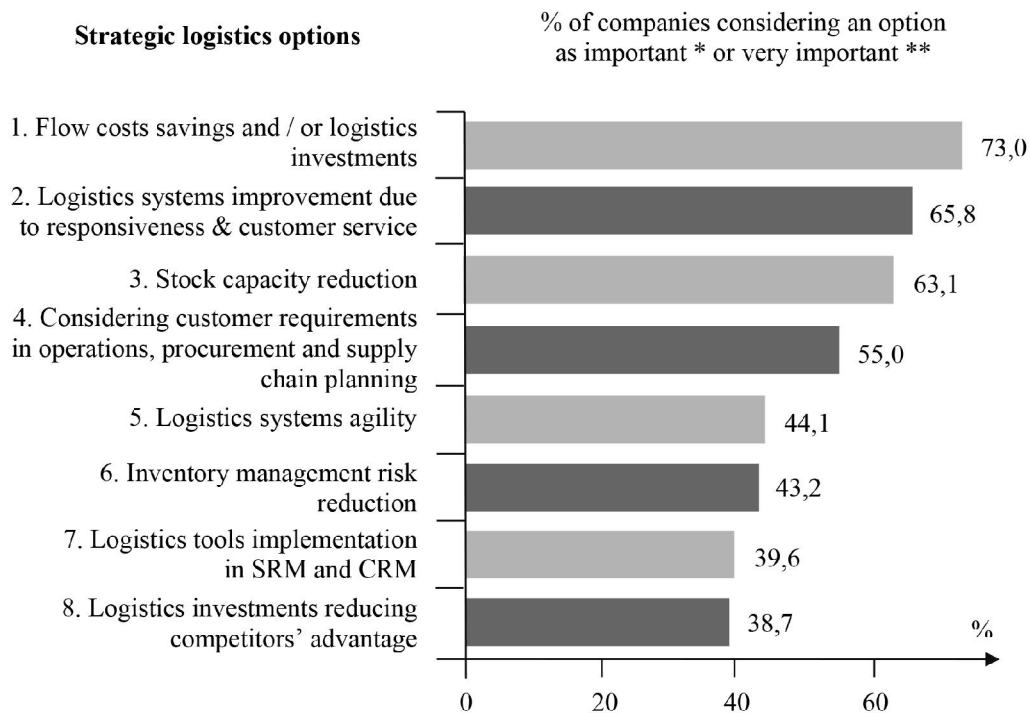 Strategic logistics options
% of companies considering an option
as important * or very important **
1. Flow costs savings and / or logistics
investments
73,0
2. Logistics systems improvement due
to responsiveness & customer service
65,8
3. Stock capacity reduction
63,1
4. Considering customer requirements
in operations, procurement and supply
chain planning
55,0
5. Logistics systems agility
44,1
6. Inventory management risk
reduction
43,2
7. Logistics tools implementation
in SRM and CRM
39,6
8. Logistics investments reducing
competitors’ advantage
38,7
%
0 20 40 60